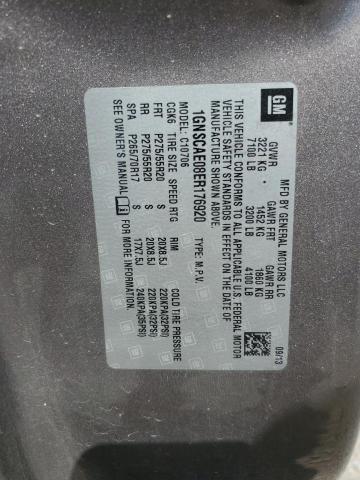 GM
MFD BY GENERAL MOTORS LLC
09/13
GVWR GAWR FRT GAWR RR
3221 KG 1452 KG 1860 KG
7100 LB 3200 LB 4100 LB
THIS VEHICLE CONFORMS TO ALL APPLICABLE U.S. FEDERAL MOTOR
VEHICLE SAFETY STANDARDS IN EFFECT ON THE DATE OF
MANUFACTURE SHOWN ABOVE.
1GNSCAE08ER176920 TYPE: M.P.V.
C10706
CGK6 TIRE SIZE SPEED RTG RIM COLD TIRE PRESSURE
FRT P275/55R20 S 20X8.5J 220KPA(32PSI)
RR P275/55R20 S 20X8.5J 220KPA(32PSI)
SPA P265/70R17 S 17X7.5J 240KPA(35PSI)
SEE OWNER'S MANUAL FOR MORE INFORMATION.